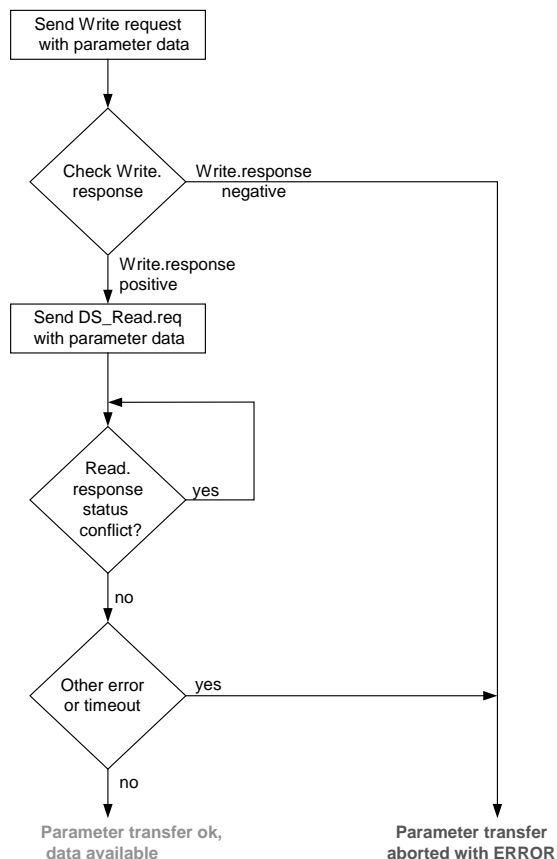 Send Write request
with parameter data
Check Write.
response
Write.response
negative
Write.response
positive
Send DS_Read.req
with parameter data
Read.
response
status
conflict?
yes
no
Other error
or timeout
yes
no
Parameter transfer ok,
data available
Parameter transfer
aborted with ERROR